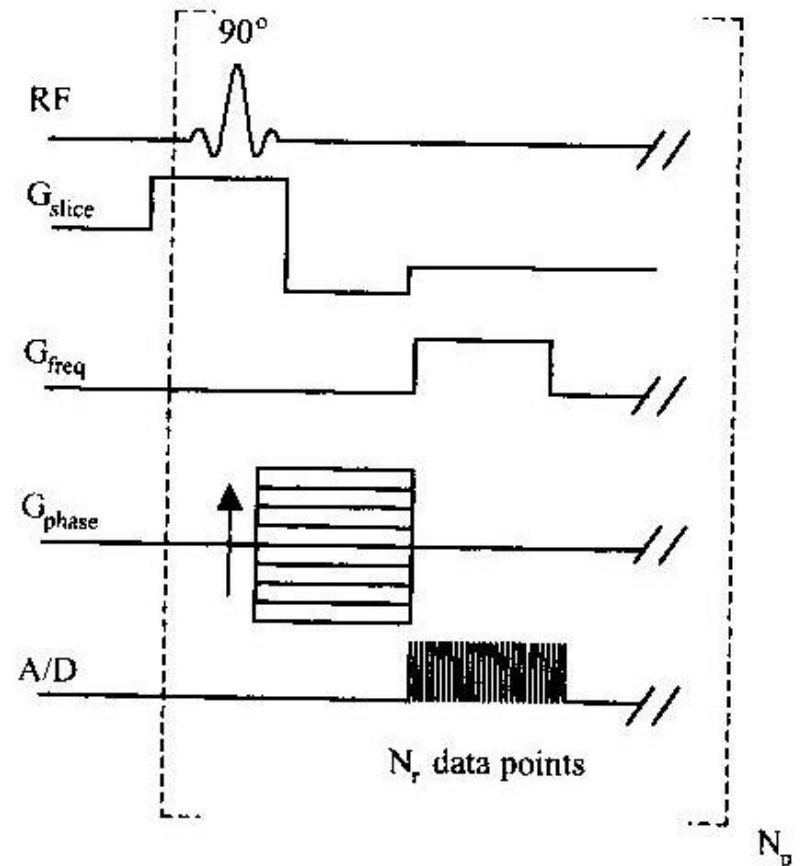 90°
RF
G_slice
G_freq
G_phase
A/D
N_r data points
N_p